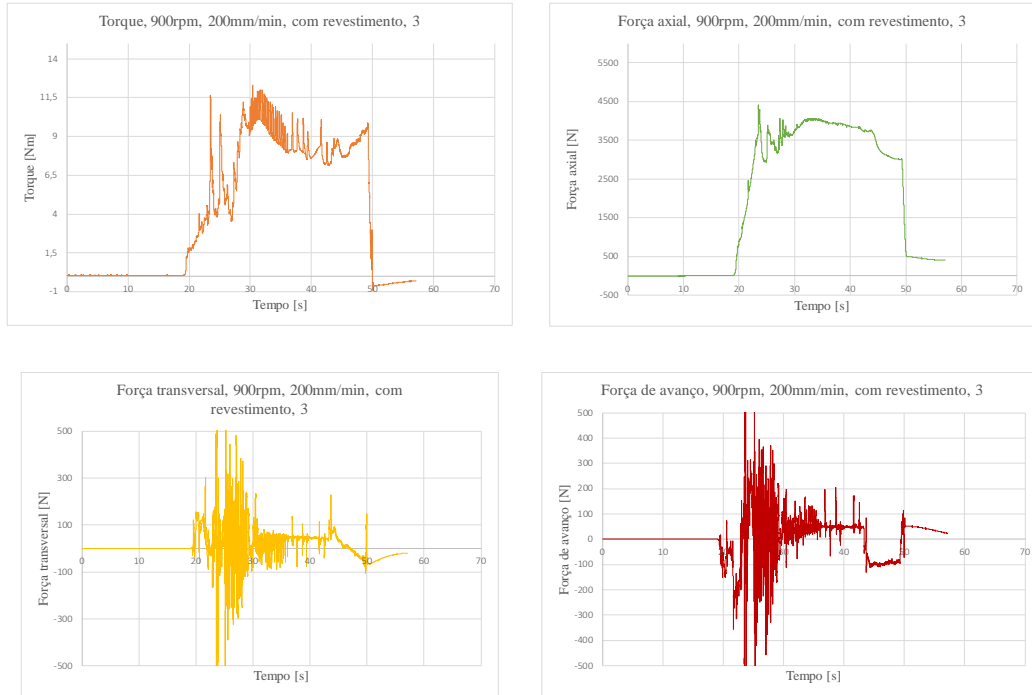 Torque, 900rpm, 200mm/min, com revestimento, 3
14
11,5
9
6,5
4
1,5
-1
0 10 20 30 40 50 60 70
Torque [Nm]
Tempo [s]
Força axial, 900rpm, 200mm/min, com revestimento, 3
5500
4500
3500
2500
1500
500
-500
0 10 20 30 40 50 60 70
Força axial [N]
Tempo [s]
Força transversal, 900rpm, 200mm/min, com
revestimento, 3
500
300
100
-100
-300
-500
0 10 20 30 40 50 60 70
Força transversal [N]
Tempo [s]
Força de avanço, 900rpm, 200mm/min, com revestimento, 3
500
400
300
200
100
0
-100
-200
-300
-400
-500
0 10 20 30 40 50 60 70
Força de avanço [N]
Tempo [s]